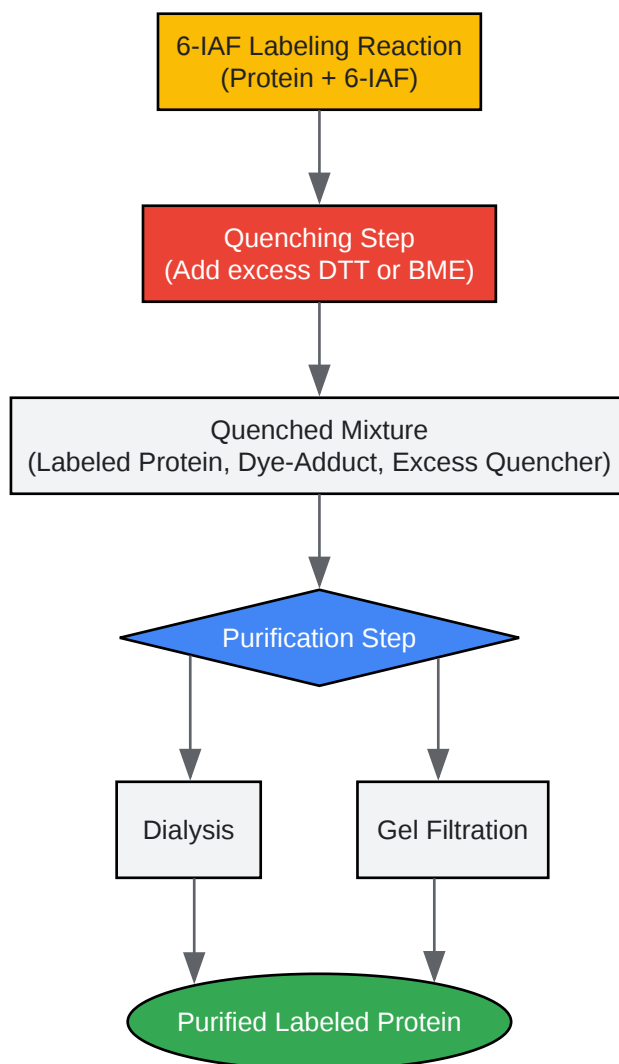 6-IAF Labeling Reaction
(Protein + 6-IAF)
Quenching Step
(Add excess DTT or BME)
Quenched Mixture
(Labeled Protein, Dye-Adduct, Excess Quencher)
Purification Step
Dialysis
Gel Filtration
Purified Labeled Protein